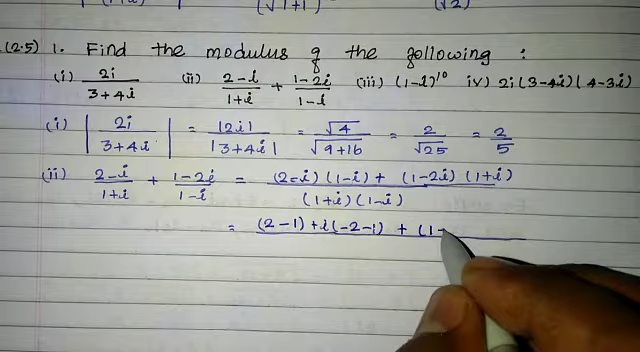 (2.5) 1. Find the modulus of the following :
(i) 2i / 3+4i (ii) 2-i / 1+i + 1-2i / 1-i (iii) (1-i)^10 iv) 2i(3-4i)(4-3i)
(i) | 2i / 3+4i | = |2i| / |3+4i| = √4 / √9+16 = 2 / √25 = 2/5
(ii) 2-i / 1+i + 1-2i / 1-i = (2-i)(1-i) + (1-2i)(1+i) / (1+i)(1-i)
= (2-1)+i(-2-1) + (1-